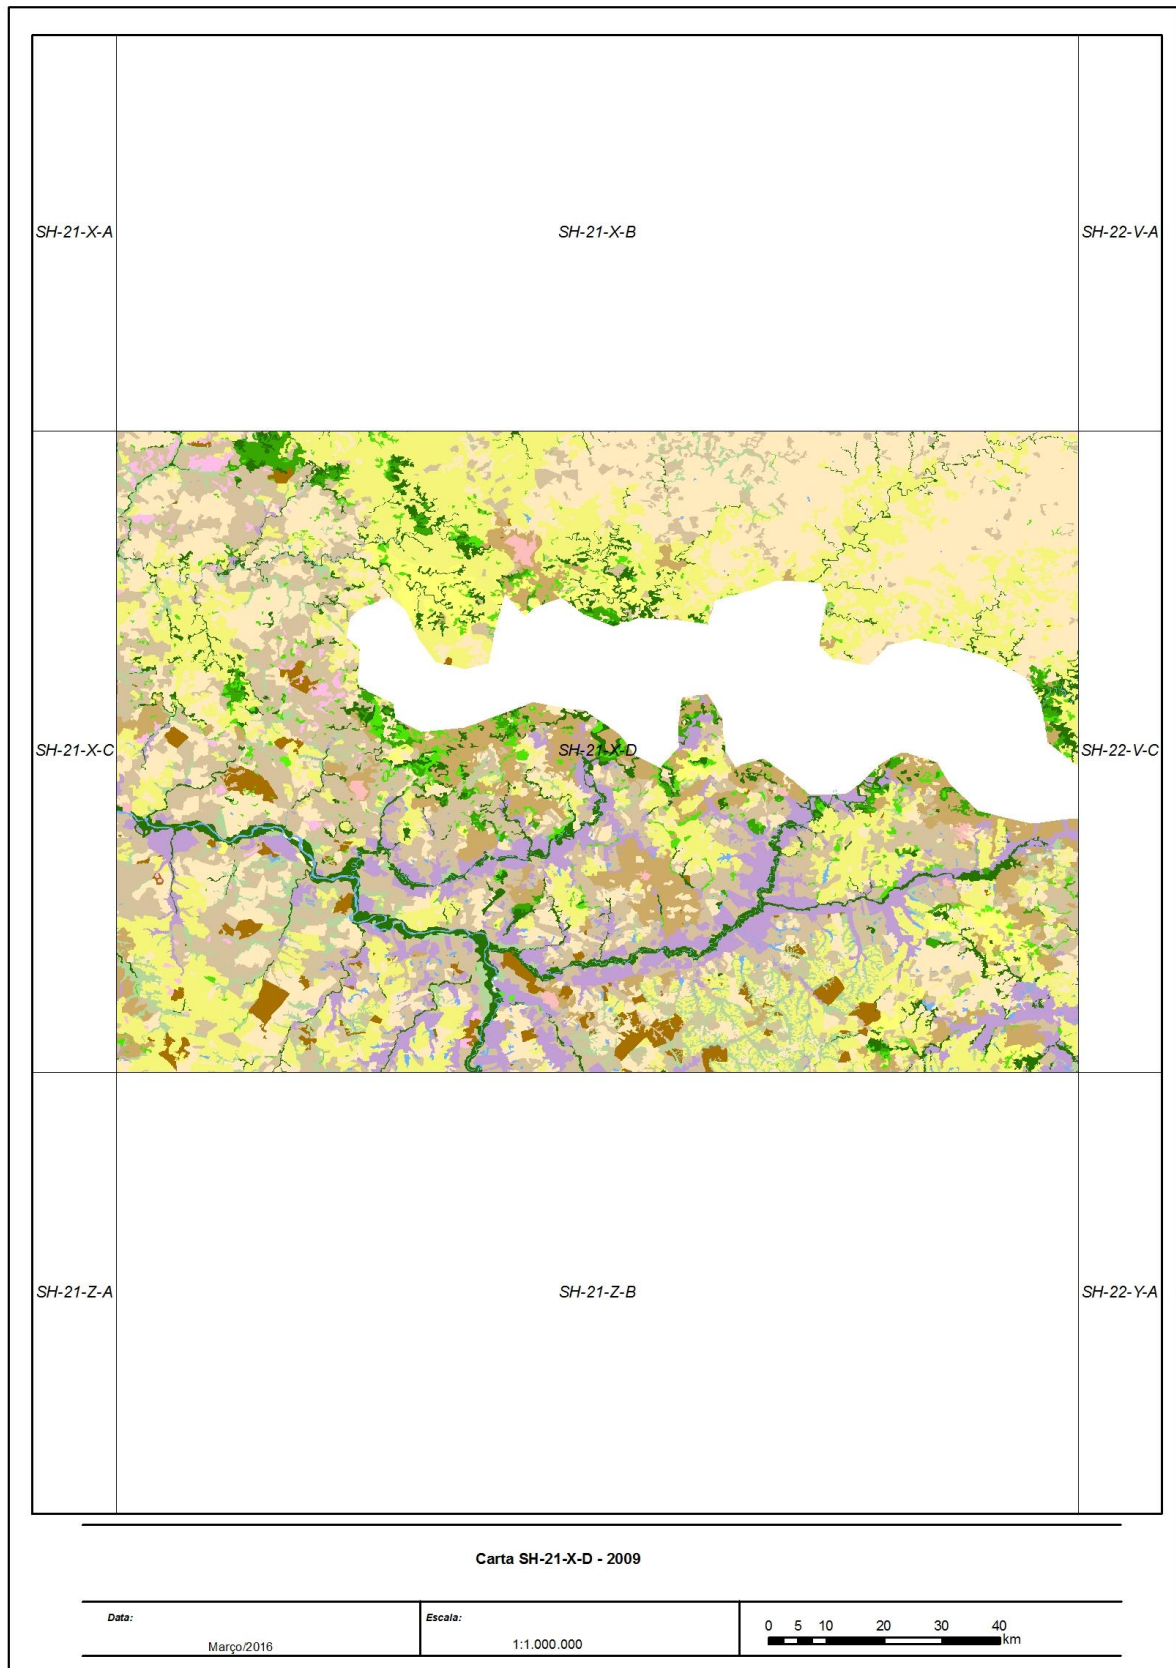 SH-21-X-A
SH-21-X-B
SH-22-V-A
SH-21-X-C
SH-21-X-D
SH-22-V-C
SH-21-Z-A
SH-21-Z-B
SH-22-Y-A
Carta SH-21-X-D - 2009
Data:
Março/2016
Escala:
1:1.000.000
0 5 10 20 30 40
km